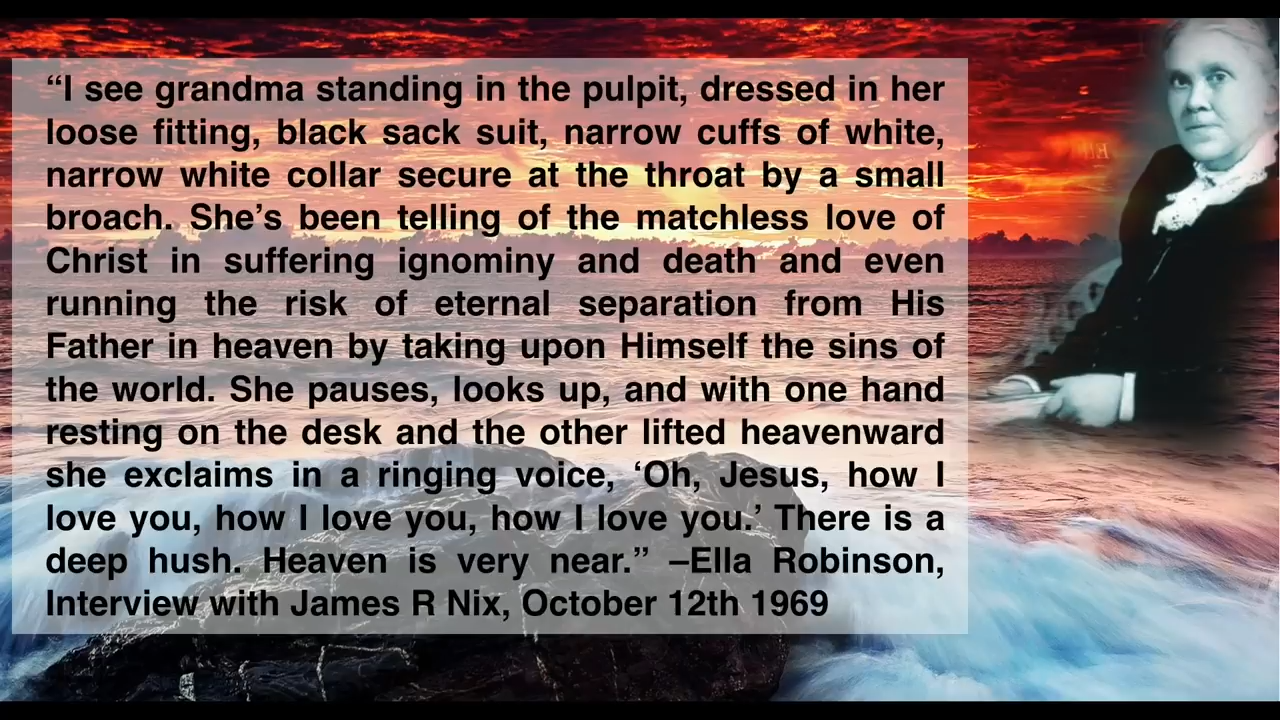 “I see grandma standing in the pulpit, dressed in her
loose fitting, black sack suit, narrow cuffs of white,
narrow white collar secure at the throat by a small
broach. She’s been telling of the matchless love of
Christ in suffering ignominy and death and even
running the risk of eternal separation from His
Father in heaven by taking upon Himself the sins of
the world. She pauses, looks up, and with one hand
resting on the desk and the other lifted heavenward
she exclaims in a ringing voice, ‘Oh, Jesus, how I
love you, how I love you, how I love you.’ There is a
deep hush. Heaven is very near.” –Ella Robinson,
Interview with James R Nix, October 12th 1969